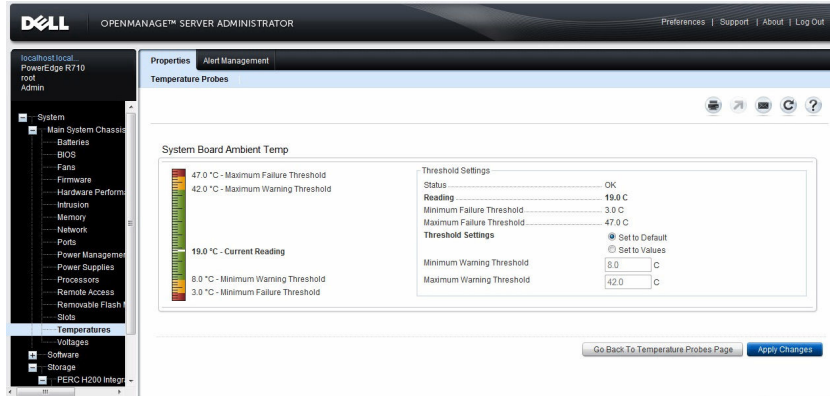 DELL OPENMANAGE™ SERVER ADMINISTRATOR
Preferences | Support | About | Log Out
localhost.local...
PowerEdge R710
root
Admin
Properties Alert Management
Temperature Probes
System
Main System Chassis
Batteries
BIOS
Fans
Firmware
Hardware Performa
Intrusion
Memory
Network
Ports
Power Managemen
Power Supplies
Processors
Remote Access
Removable Flash M
Slots
Temperatures
Voltages
Software
Storage
PERC H200 Integra
System Board Ambient Temp
47.0 °C - Maximum Failure Threshold
42.0 °C - Maximum Warning Threshold
19.0 °C - Current Reading
8.0 °C - Minimum Warning Threshold
3.0 °C - Minimum Failure Threshold
Threshold Settings
Status OK
Reading 19.0 C
Minimum Failure Threshold 3.0 C
Maximum Failure Threshold 47.0 C
Threshold Settings Set to Default
Set to Values
Minimum Warning Threshold 8.0 C
Maximum Warning Threshold 42.0 C
Go Back To Temperature Probes Page Apply Changes